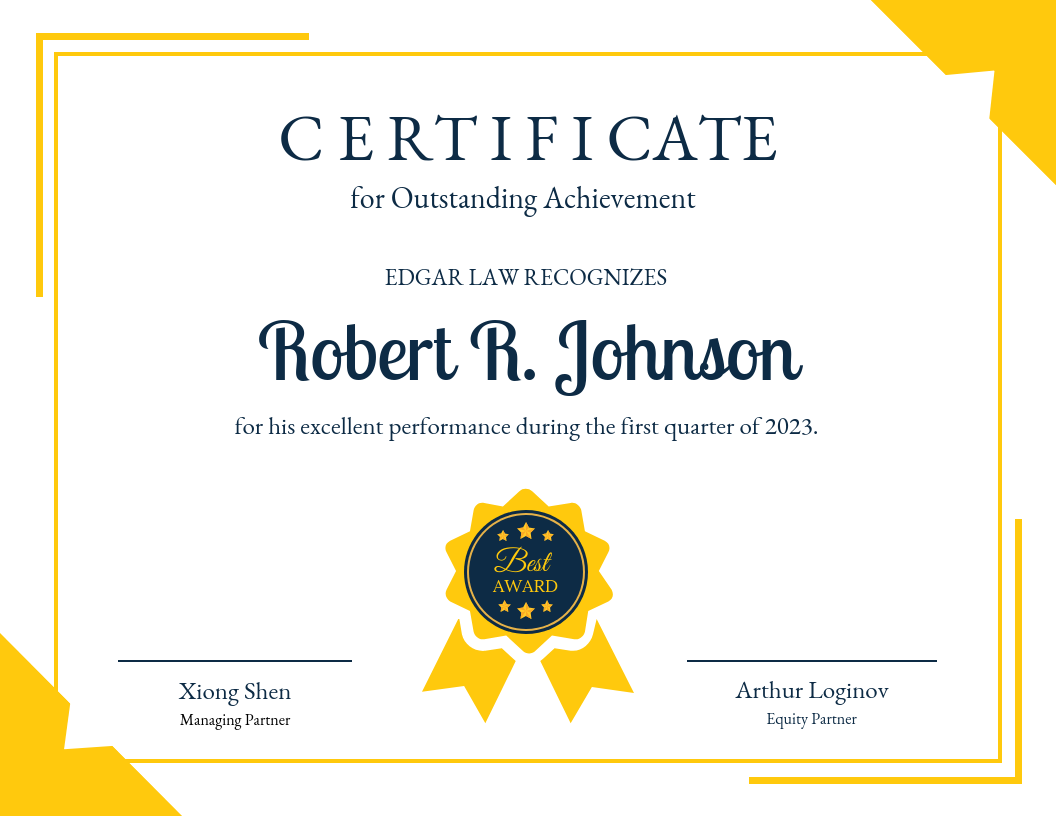 CERTIFICATE
for Outstanding Achievement
EDGAR LAW RECOGNIZES
Robert R. Johnson
for his excellent performance during the first quarter of 2023.
Best
AWARD
Xiong Shen
Managing Partner
Arthur Loginov
Equity Partner